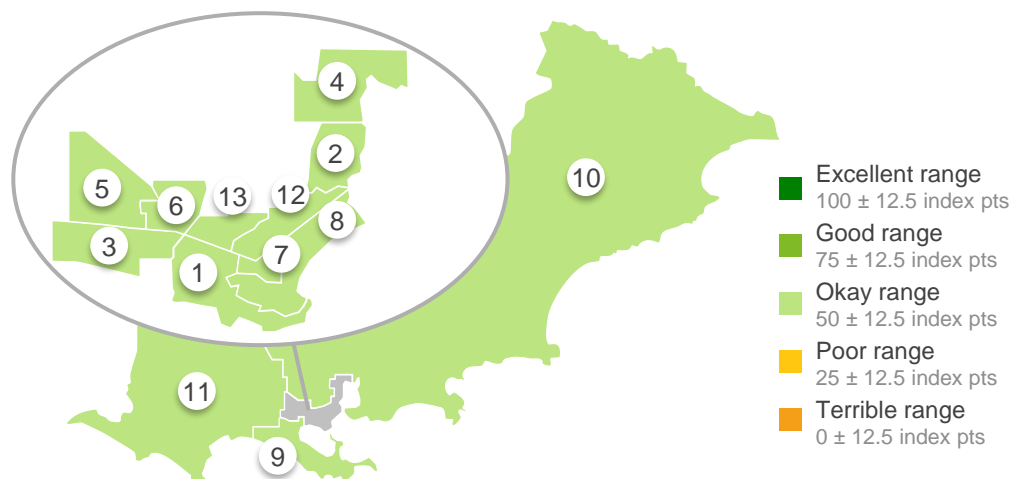 4
2
5
13
12
6
10
8
3
7
1
11
9
Excellent range
100 ± 12.5 index pts
Good range
75 ± 12.5 index pts
Okay range
50 ± 12.5 index pts
Poor range
25 ± 12.5 index pts
Terrible range
0 ± 12.5 index pts